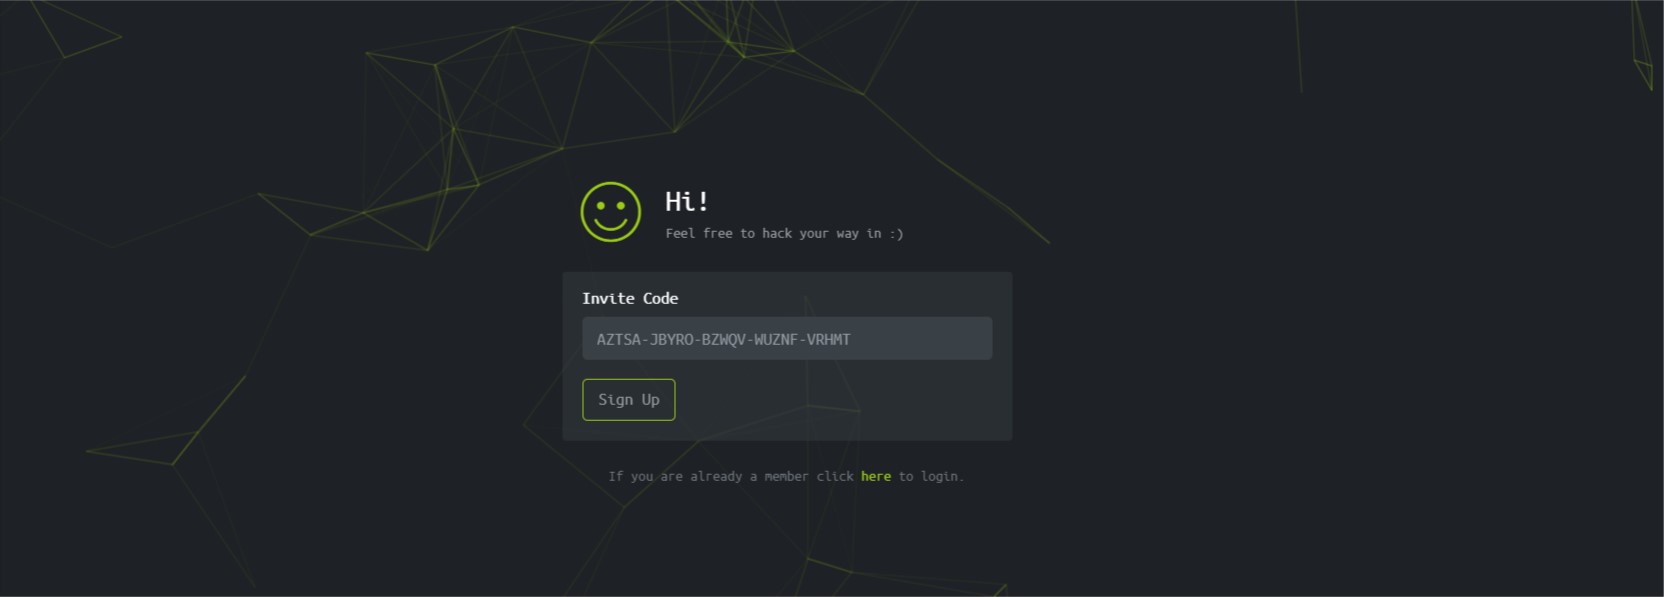 Hi!
Feel free to hack your way in :)
Invite Code
AZTSA-JBYRO-BZWQV-WUZNF-VRHMT
Sign Up
If you are already a member click here to login.